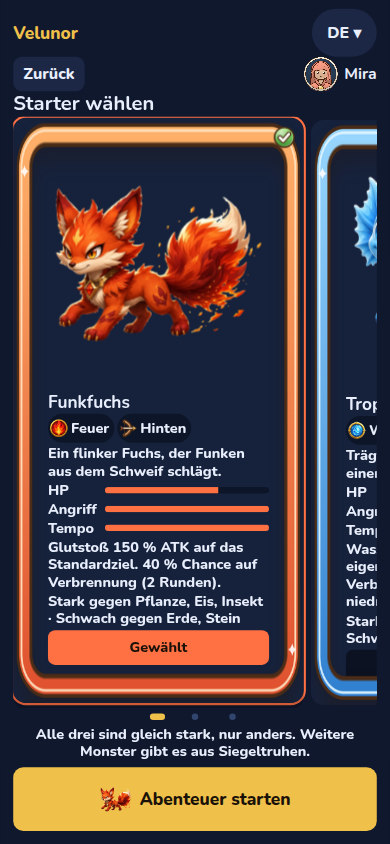 Velunor
DE ▾
Zurück
Mira
Starter wählen
Funkfuchs
Feuer
Hinten
Ein flinker Fuchs, der Funken
aus dem Schweif schlägt.
HP
Angriff
Tempo
Glutstoß 150 % ATK auf das
Standardziel. 40 % Chance auf
Verbrennung (2 Runden).
Stark gegen Pflanze, Eis, Insekt
· Schwach gegen Erde, Stein
Gewählt
HP
Alle drei sind gleich stark, nur anders. Weitere
Monster gibt es aus Siegeltruhen.
Abenteuer starten